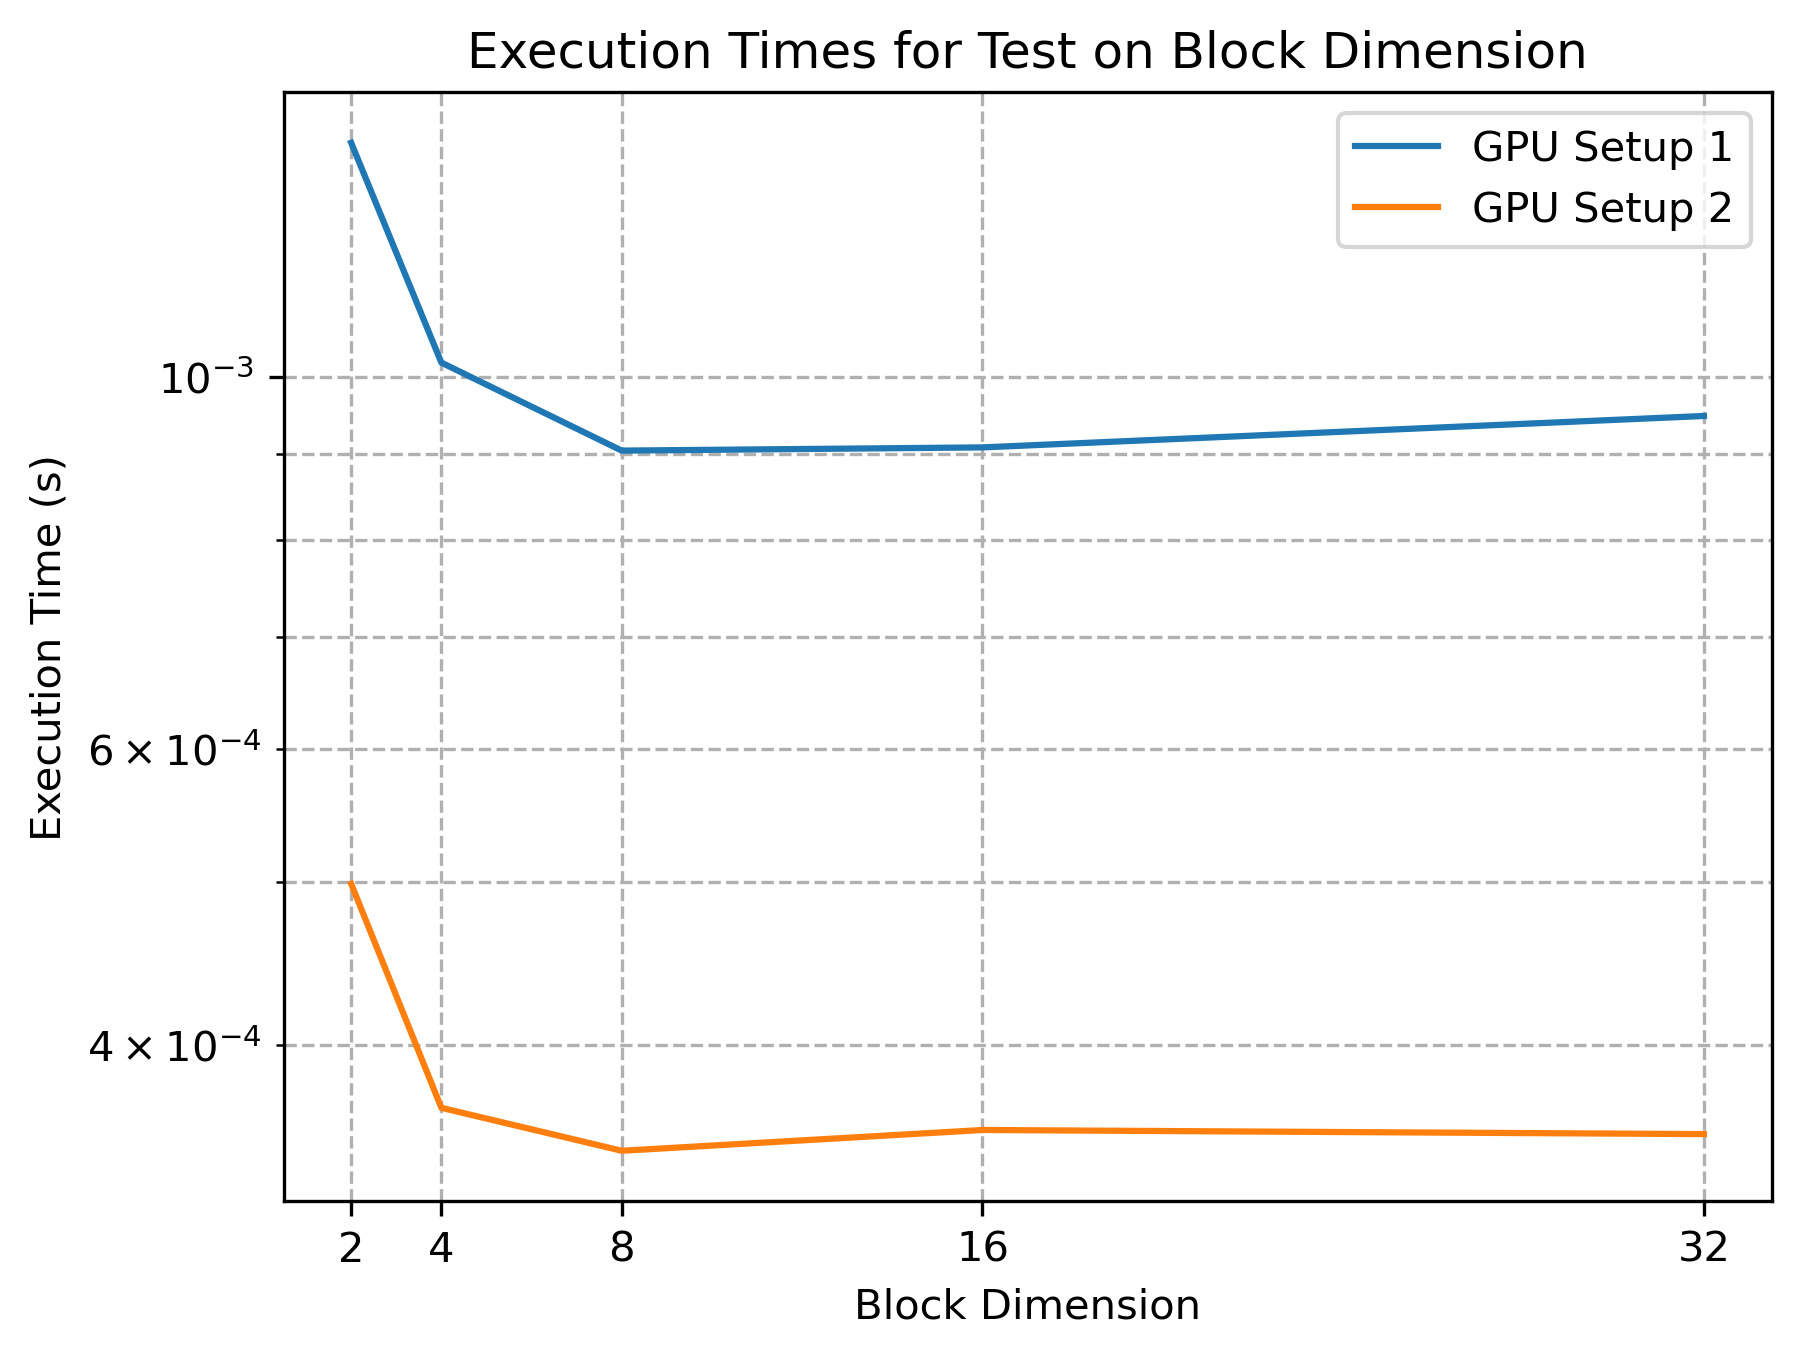 Execution Times for Test on Block Dimension
GPU Setup 1
GPU Setup 2
10⁻³
6 × 10⁻⁴
4 × 10⁻⁴
Execution Time (s)
2 4 8 16 32
Block Dimension